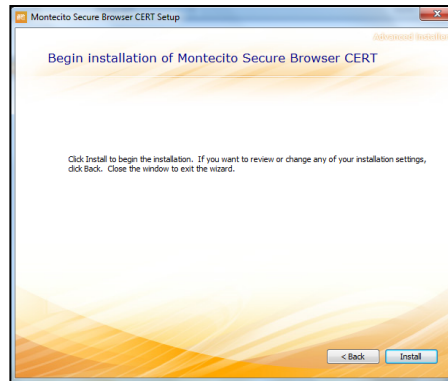 Montecito Secure Browser CERT Setup
Advanced Installer
Begin installation of Montecito Secure Browser CERT
Click Install to begin the installation. If you want to review or change any of your installation settings,
click Back. Close the window to exit the wizard.
< Back Install